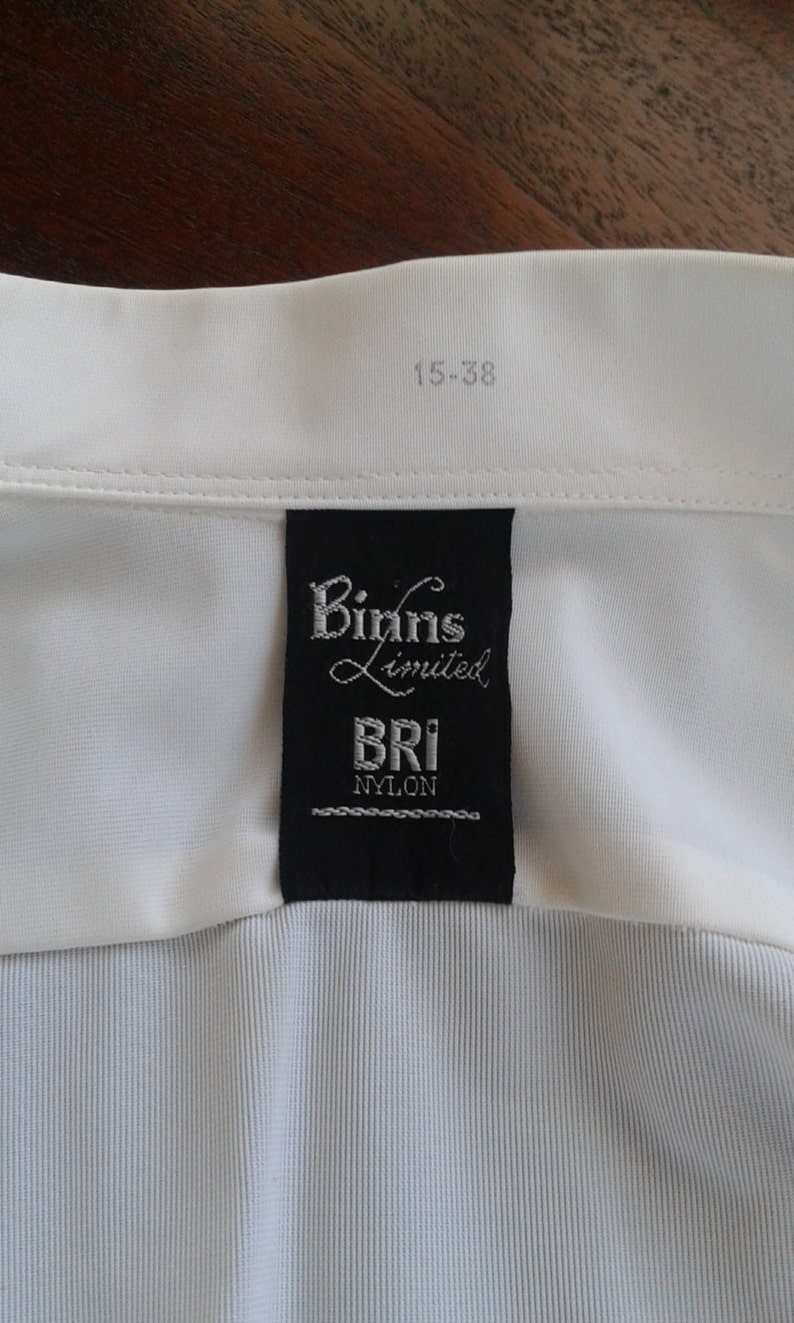 15-38
Binns
Limited
BRi
NYLON